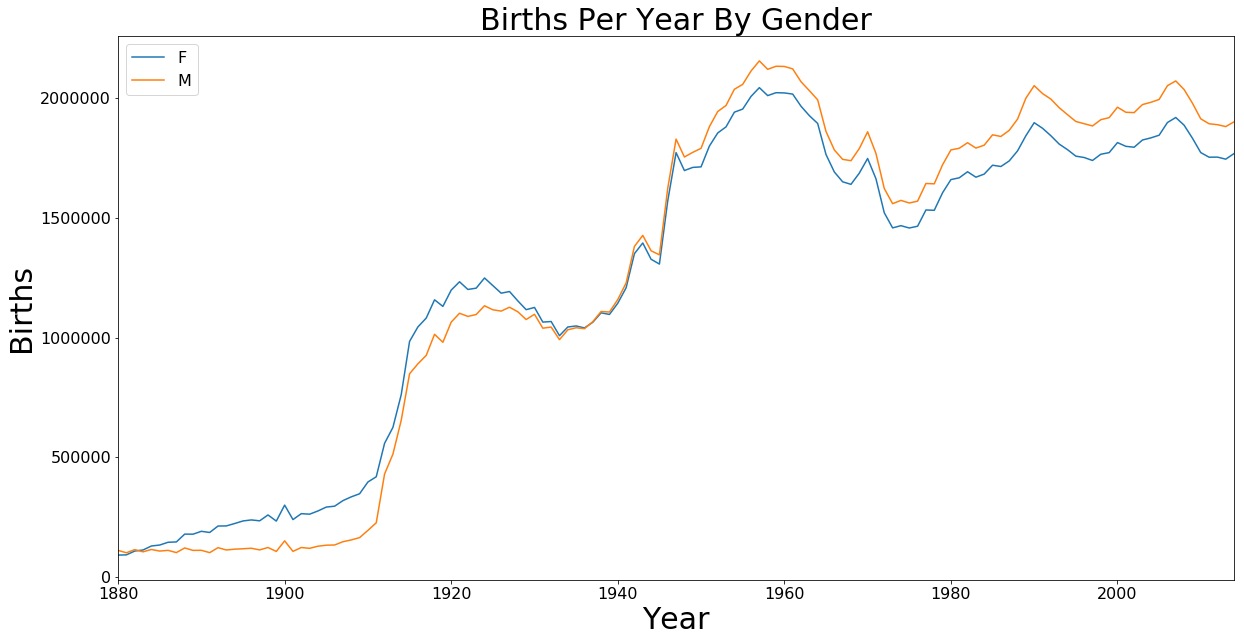 Births Per Year By Gender
F
M
2000000
1500000
1000000
500000
0
Births
1880 1900 1920 1940 1960 1980 2000
Year